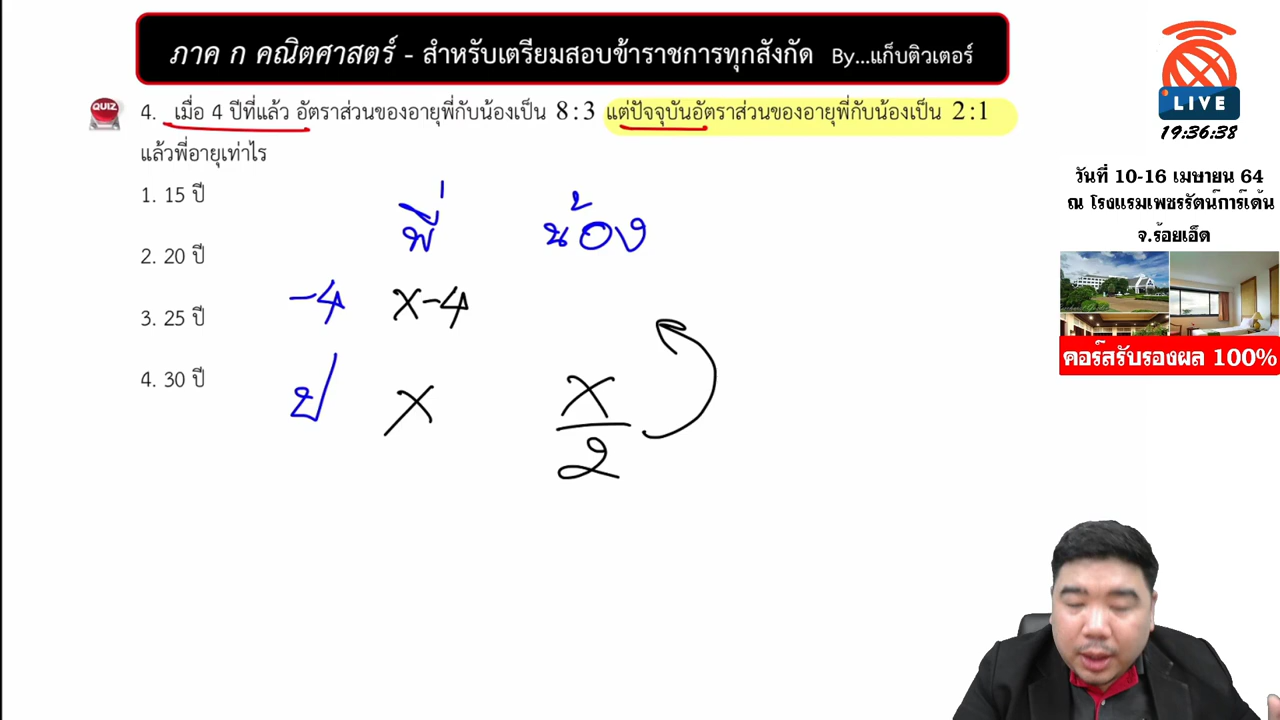 ภาค ก คณิตศาสตร์ - สำหรับเตรียมสอบข้าราชการทุกสังกัด By...แก็บติวเตอร์
LIVE
19:36:38
QUIZ
4. เมื่อ 4 ปีที่แล้ว อัตราส่วนของอายุพี่กับน้องเป็น 8:3 แต่ปัจจุบันอัตราส่วนของอายุพี่กับน้องเป็น 2:1
แล้วพี่อายุเท่าไร
1. 15 ปี
2. 20 ปี
3. 25 ปี
4. 30 ปี
พี่ น้อง
-4 x-4
ป x x/2
วันที่ 10-16 เมษายน 64
ณ โรงแรมเพชรรัตน์การ์เด้น
จ.ร้อยเอ็ด
คอร์สรับรองผล 100%